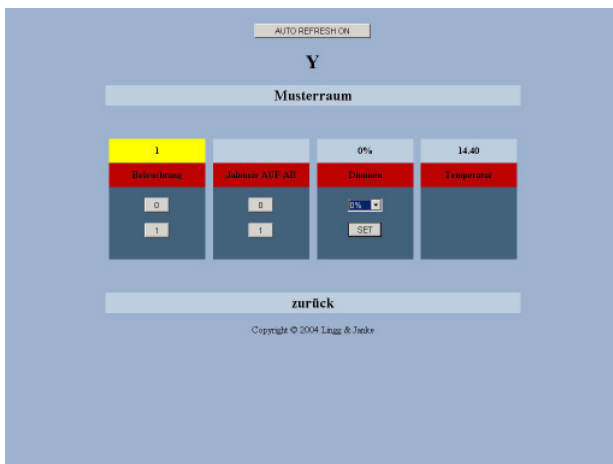 AUTO REFRESH ON
Y
Musterraum
1 0% 14.40
Beleuchtung Jalousie AUF/AB Dimmen Temperatur
0 0 0%
1 1 SET
zurück
Copyright © 2004 Lingg & Janke